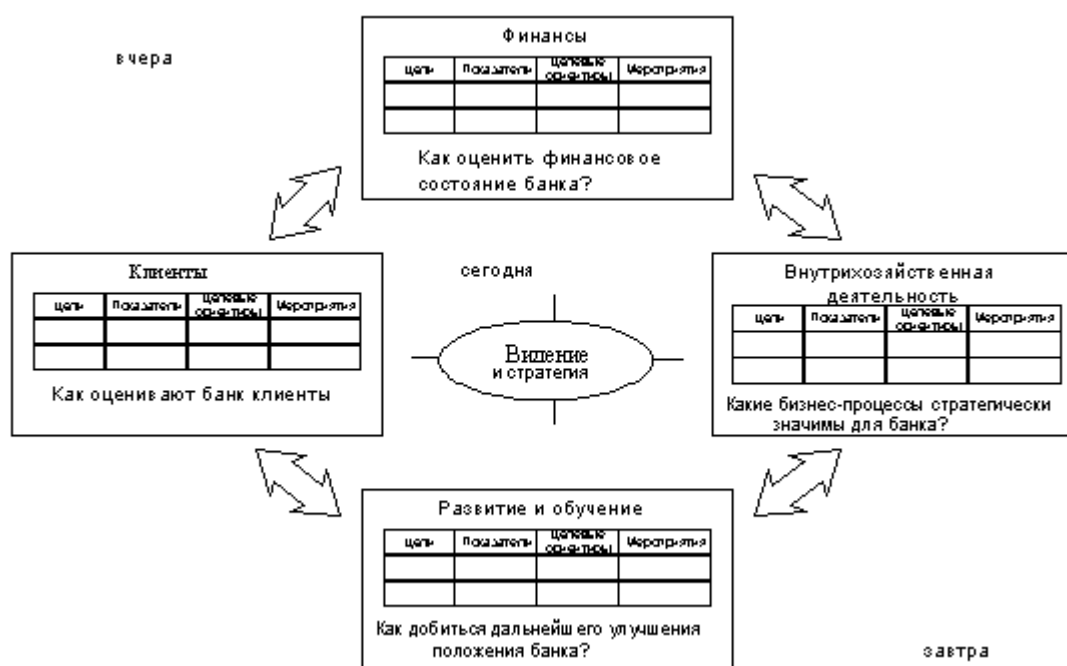 вчера
Финансы
Цели Показатели Целевые ориентиры Мероприятия
Как оценить финансовое
состояние банка?
Клиенты
Цели Показатели Целевые ориентиры Мероприятия
Как оценивают банк клиенты
сегодня
Видение
и стратегия
Внутрихозяйственная
деятельность
Цели Показатели Целевые ориентиры Мероприятия
Какие бизнес-процессы стратегически
значимы для банка?
Развитие и обучение
Цели Показатели Целевые ориентиры Мероприятия
Как добиться дальнейшего улучшения
положения банка?
завтра